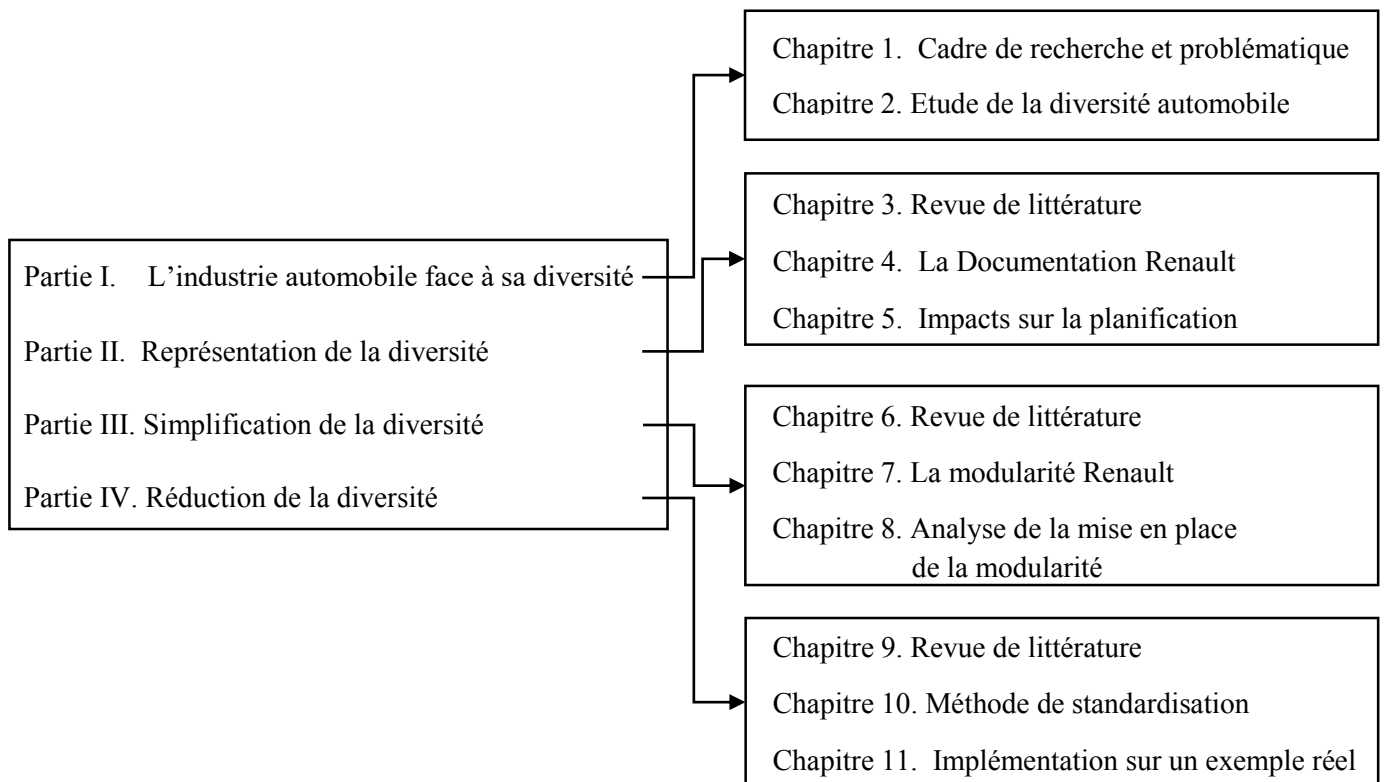 Partie I. L’industrie automobile face à sa diversité
Partie II. Représentation de la diversité
Partie III. Simplification de la diversité
Partie IV. Réduction de la diversité
Chapitre 1. Cadre de recherche et problématique
Chapitre 2. Etude de la diversité automobile
Chapitre 3. Revue de littérature
Chapitre 4. La Documentation Renault
Chapitre 5. Impacts sur la planification
Chapitre 6. Revue de littérature
Chapitre 7. La modularité Renault
Chapitre 8. Analyse de la mise en place
de la modularité
Chapitre 9. Revue de littérature
Chapitre 10. Méthode de standardisation
Chapitre 11. Implémentation sur un exemple réel